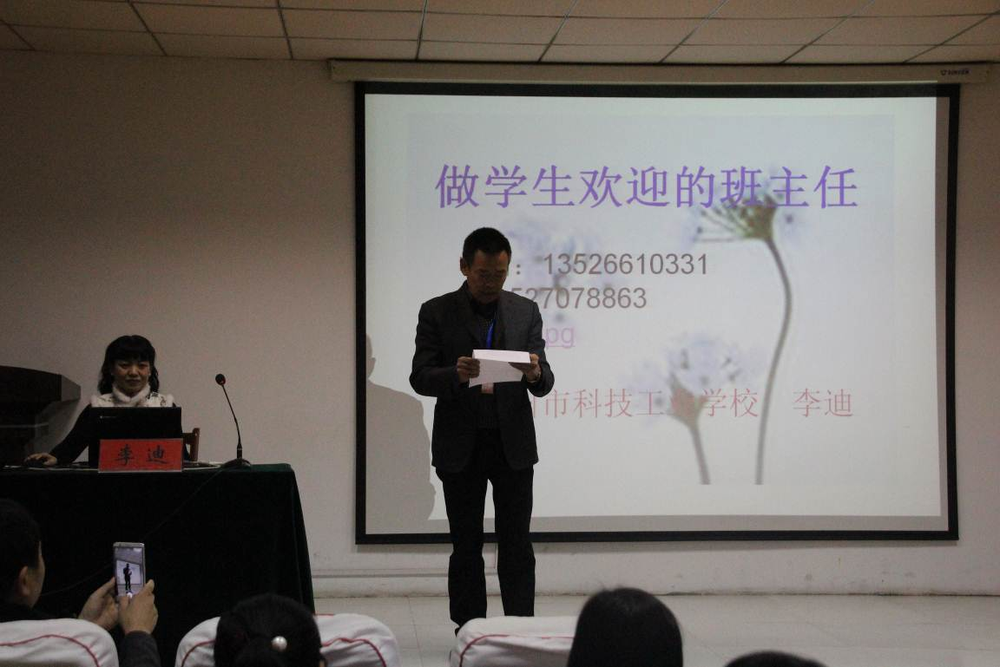 做学生欢迎的班主任
：13526610331
527078863
pg
市科技工 学校 李迪
李迪